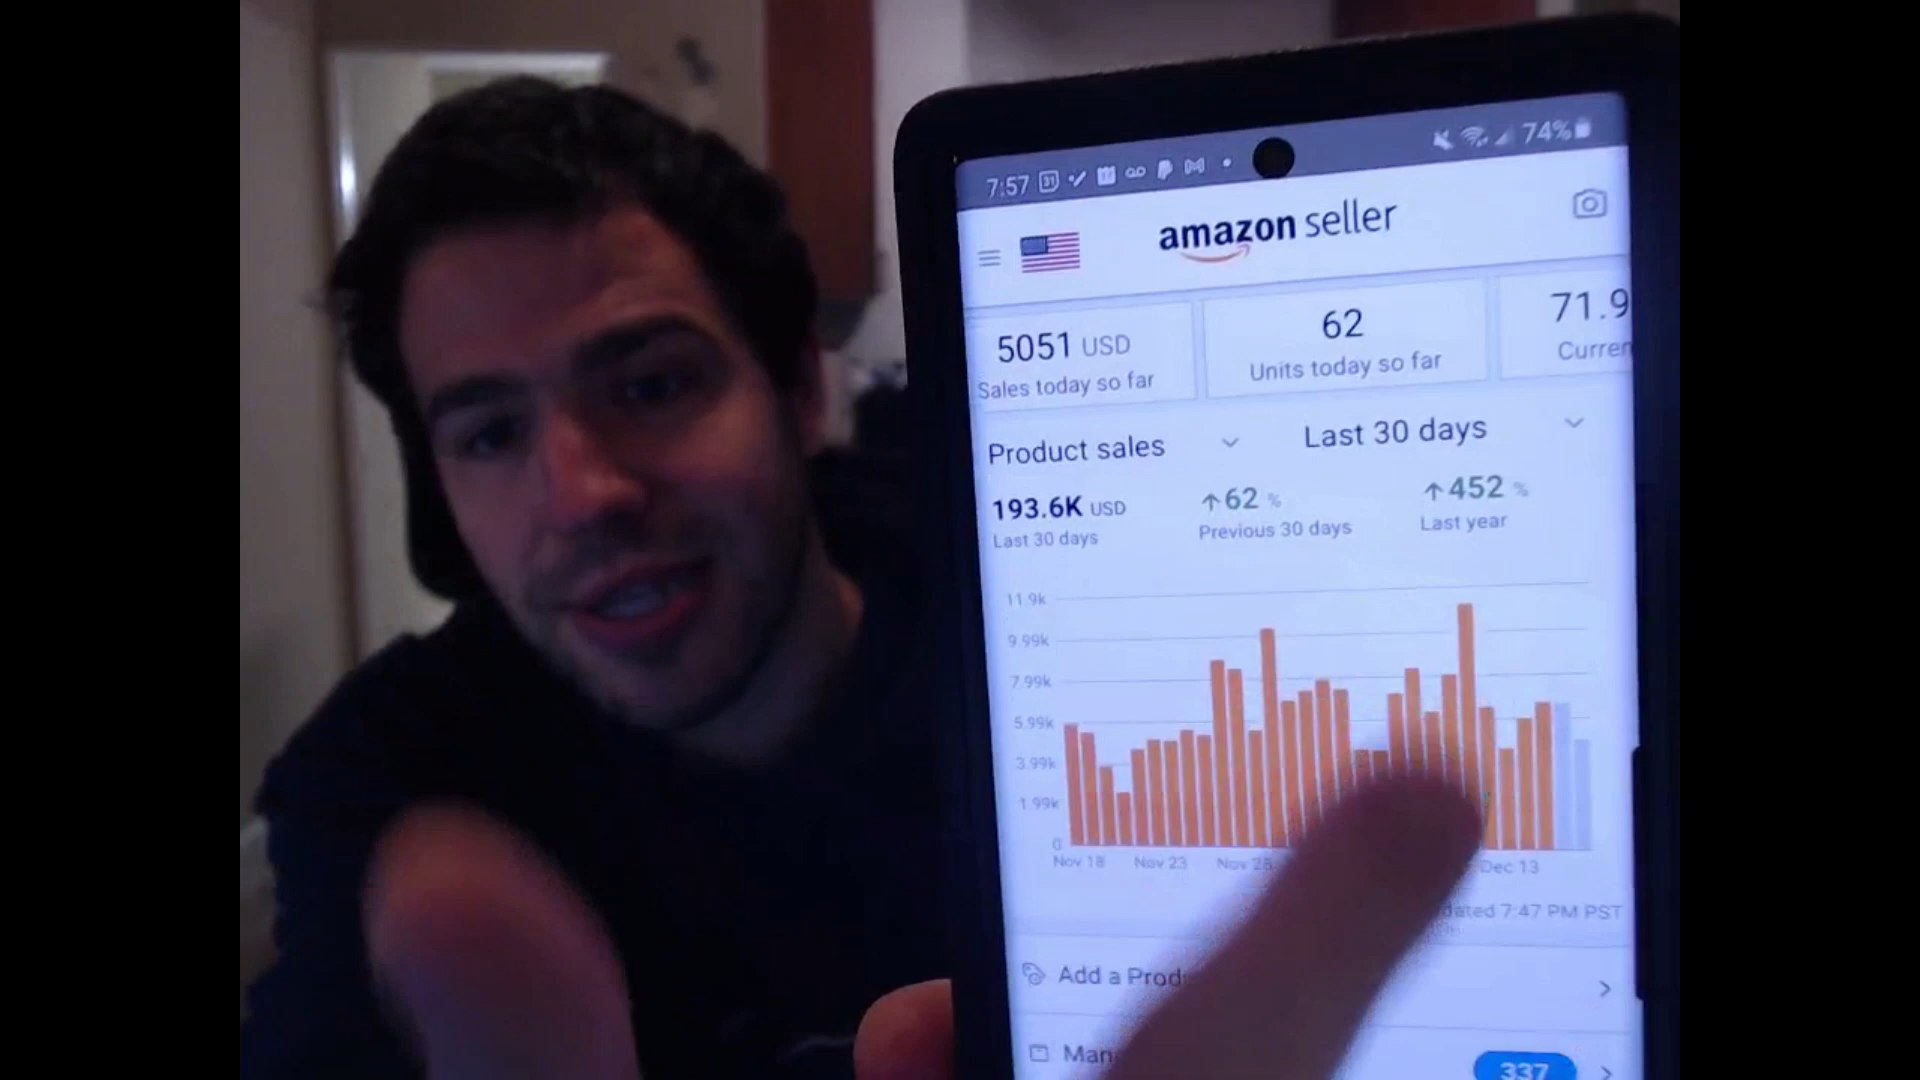 7:57 31 74%
amazon seller
5051 USD
Sales today so far
62
Units today so far
71.9
Curren
Product sales
Last 30 days
193.6K USD
Last 30 days
↑62 %
Previous 30 days
↑452 %
Last year
11.9k
9.99k
7.99k
5.99k
3.99k
1.99k
0
Nov 18 Nov 23 Nov 28 Dec 13
dated 7:47 PM PST
Add a Prod
Man
337